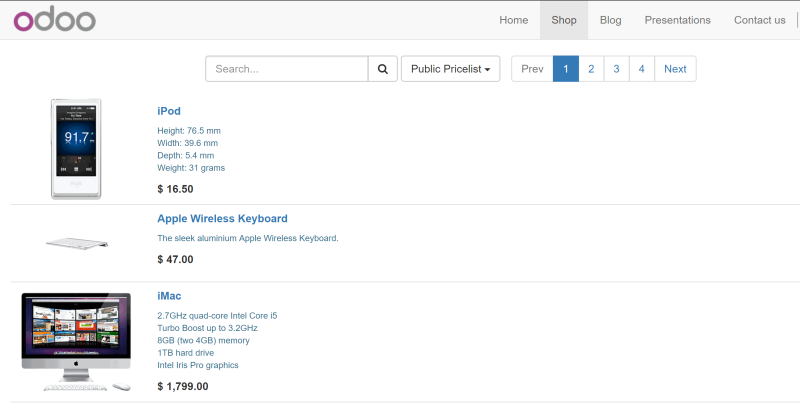 odoo
Home Shop Blog Presentations Contact us
Search... Public Pricelist Prev 1 2 3 4 Next
iPod
Height: 76.5 mm
Width: 39.6 mm
Depth: 5.4 mm
Weight: 31 grams
$ 16.50
91.7
Apple Wireless Keyboard
The sleek aluminium Apple Wireless Keyboard.
$ 47.00
iMac
2.7GHz quad-core Intel Core i5
Turbo Boost up to 3.2GHz
8GB (two 4GB) memory
1TB hard drive
Intel Iris Pro graphics
$ 1,799.00